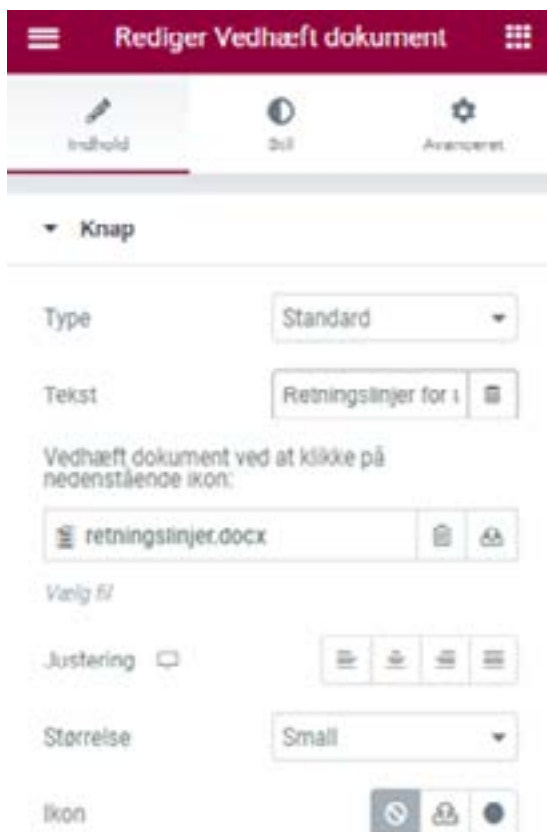 Rediger Vedhæft dokument
Indhold
Stil
Avanceret
Knap
Type
Standard
Tekst
Retningslinjer for
Vedhæft dokument ved at klikke på
nedenstående ikon:
retningslinjer.docx
Vælg fil
Justering
Størrelse
Small
Ikon